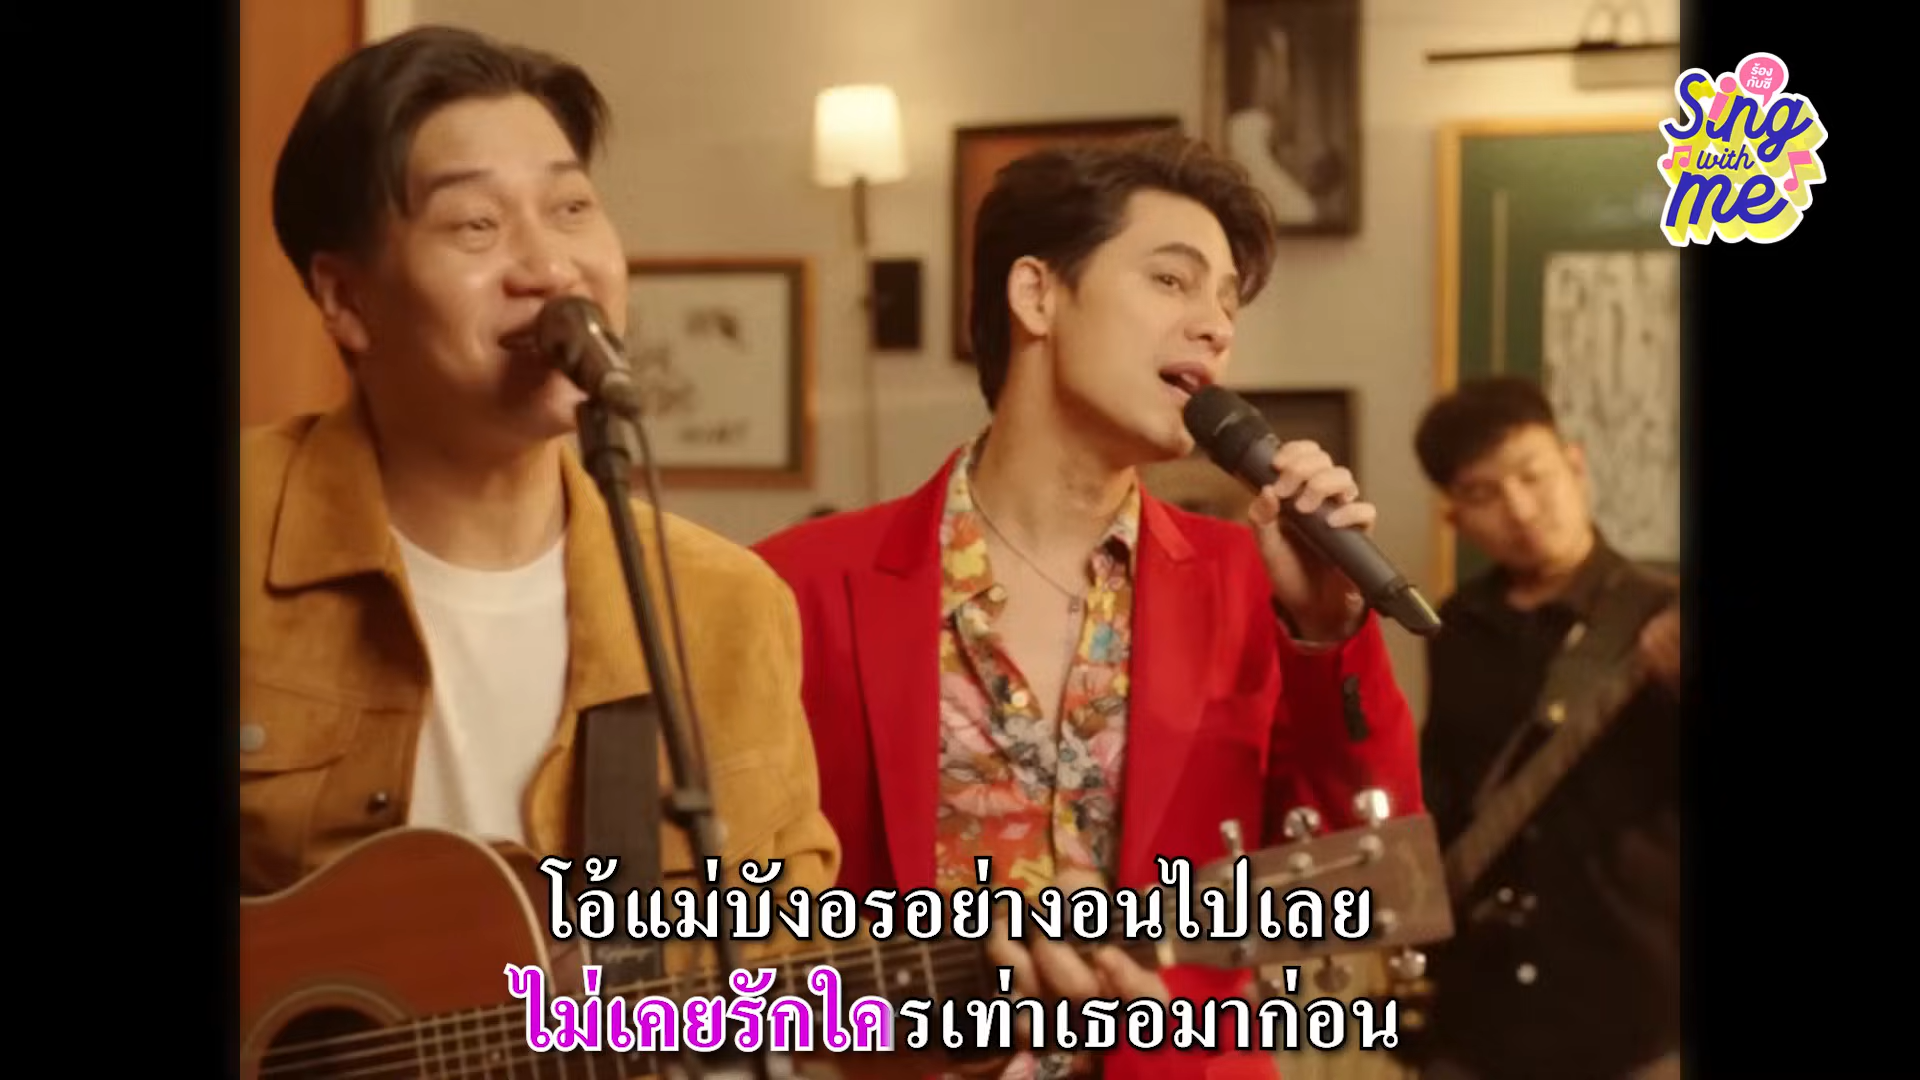 ร้อง
กับซี
Sing
with
me
โอ้แม่บังอรอย่างอนไปเลย
ไม่เคยรักใครเท่าเธอมาก่อน